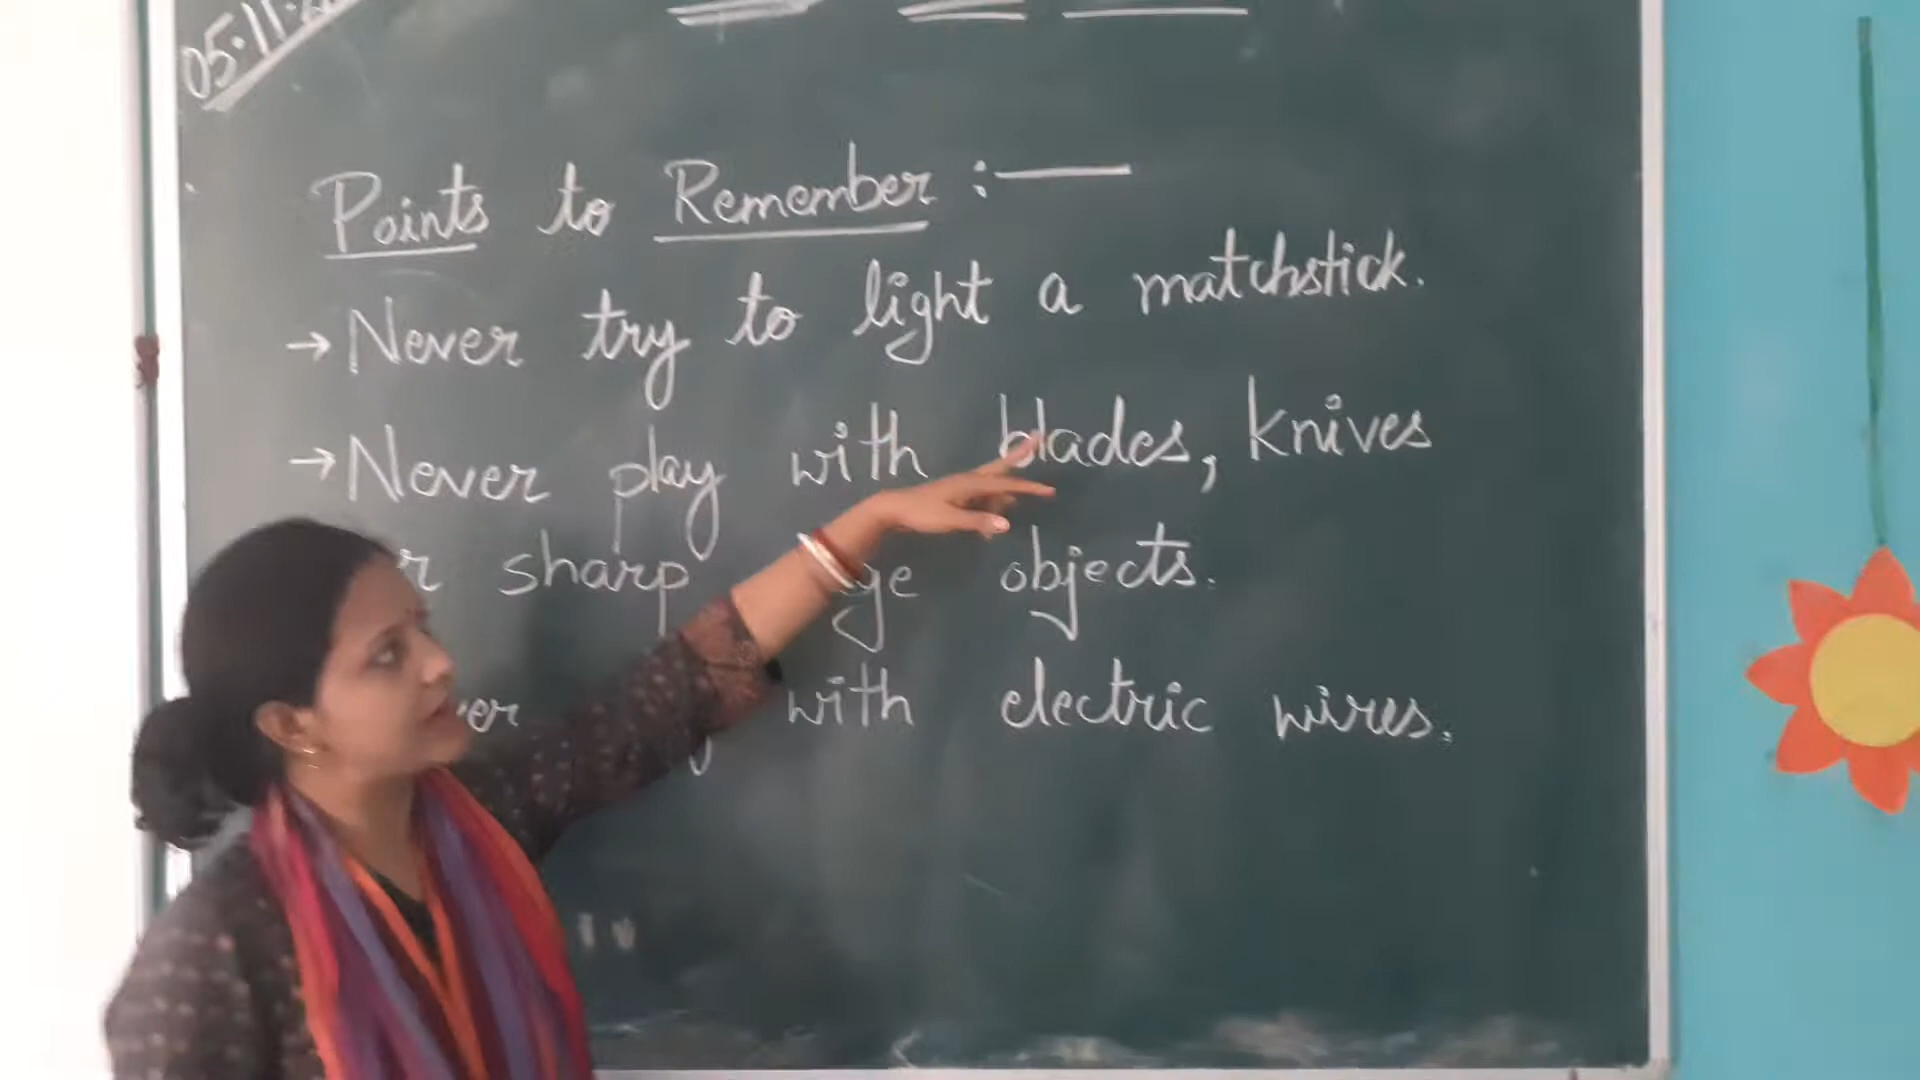 05.11.
Points to Remember :—
→ Never try to light a matchstick.
→ Never play with blades, knives
sharp objects.
with electric wires.